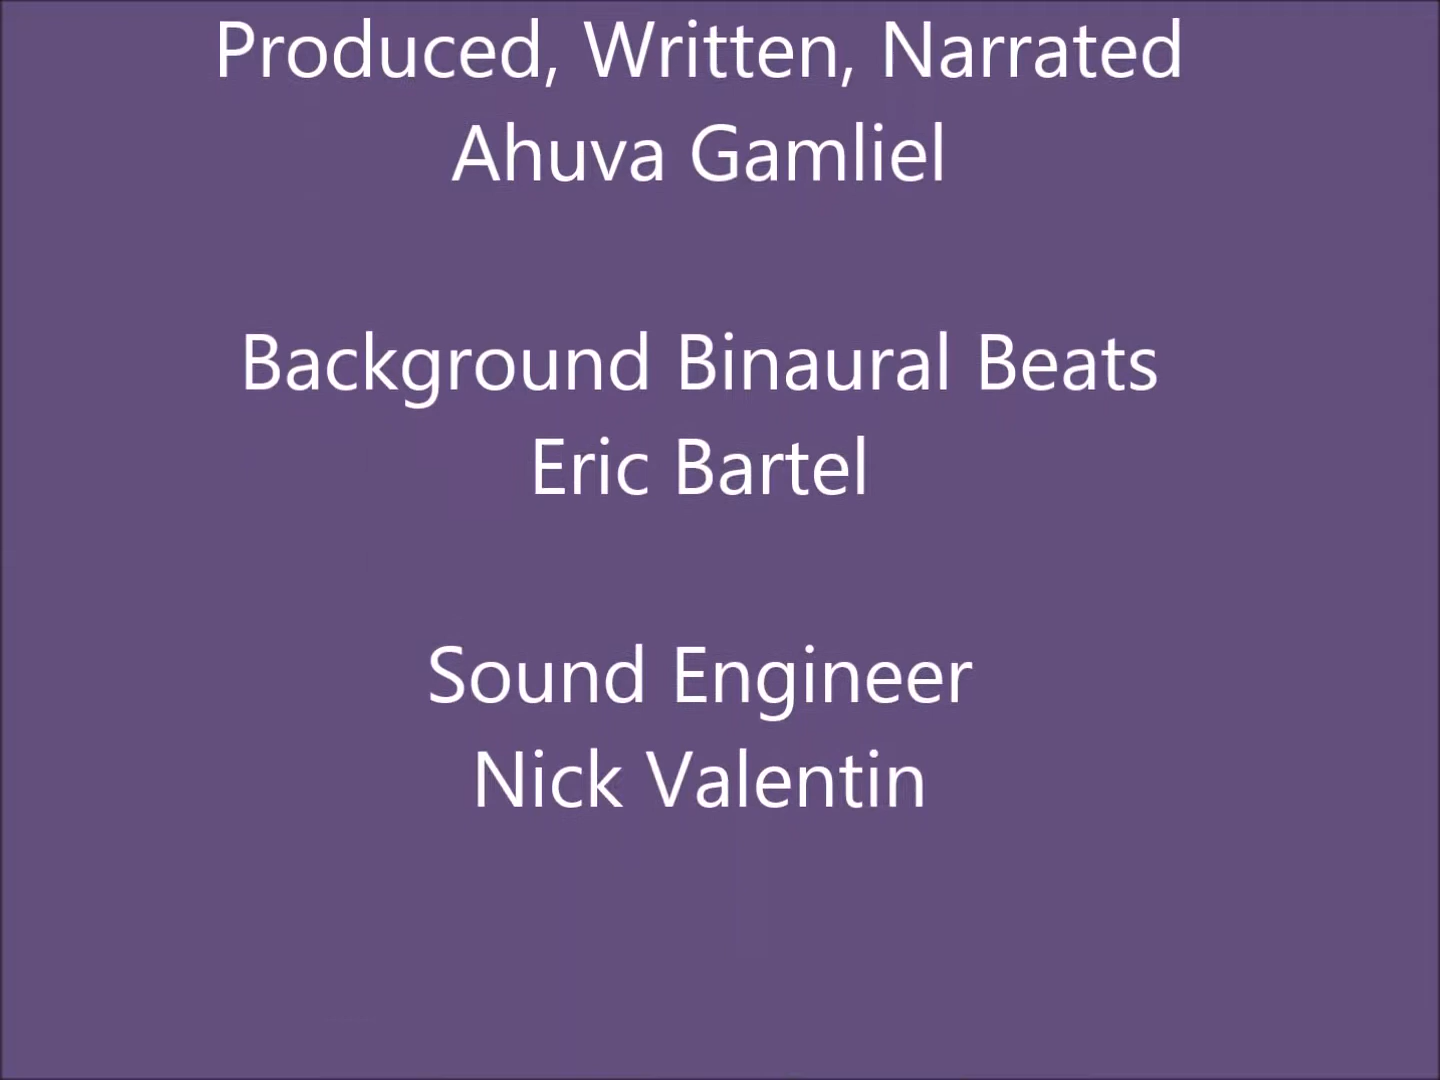 Produced, Written, Narrated
Ahuva Gamliel
Background Binaural Beats
Eric Bartel
Sound Engineer
Nick Valentin